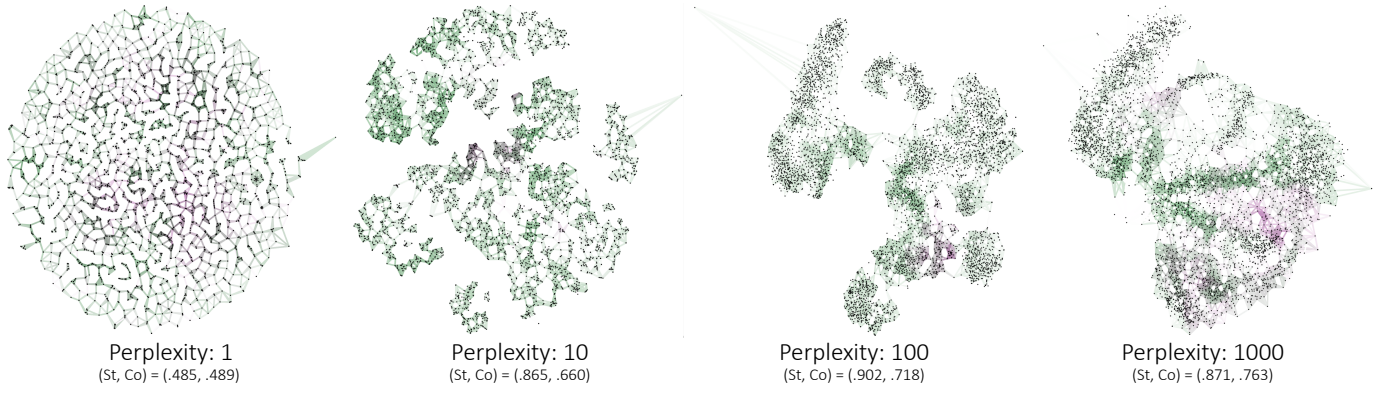 Perplexity: 1
(St, Co) = (.485, .489)
Perplexity: 10
(St, Co) = (.865, .660)
Perplexity: 100
(St, Co) = (.902, .718)
Perplexity: 1000
(St, Co) = (.871, .763)